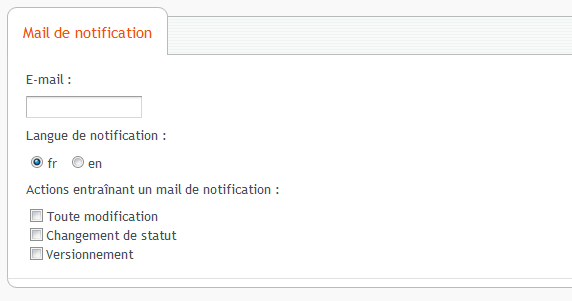 Mail de notification
E-mail :
Langue de notification :
fr en
Actions entraînant un mail de notification :
Toute modification
Changement de statut
Versionnement